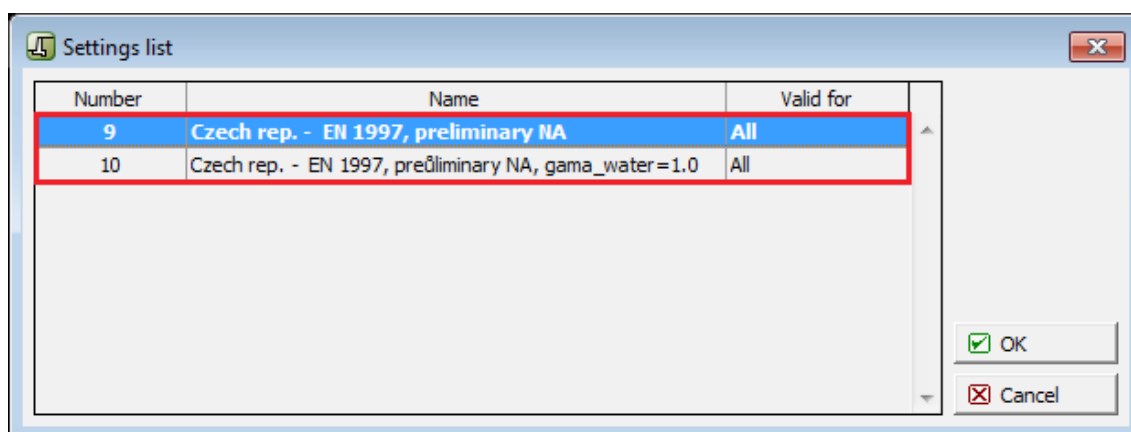 Settings list
Number Name Valid for
9 Czech rep. - EN 1997, preliminary NA All
10 Czech rep. - EN 1997, preůliminary NA, gama_water=1.0 All
OK
Cancel